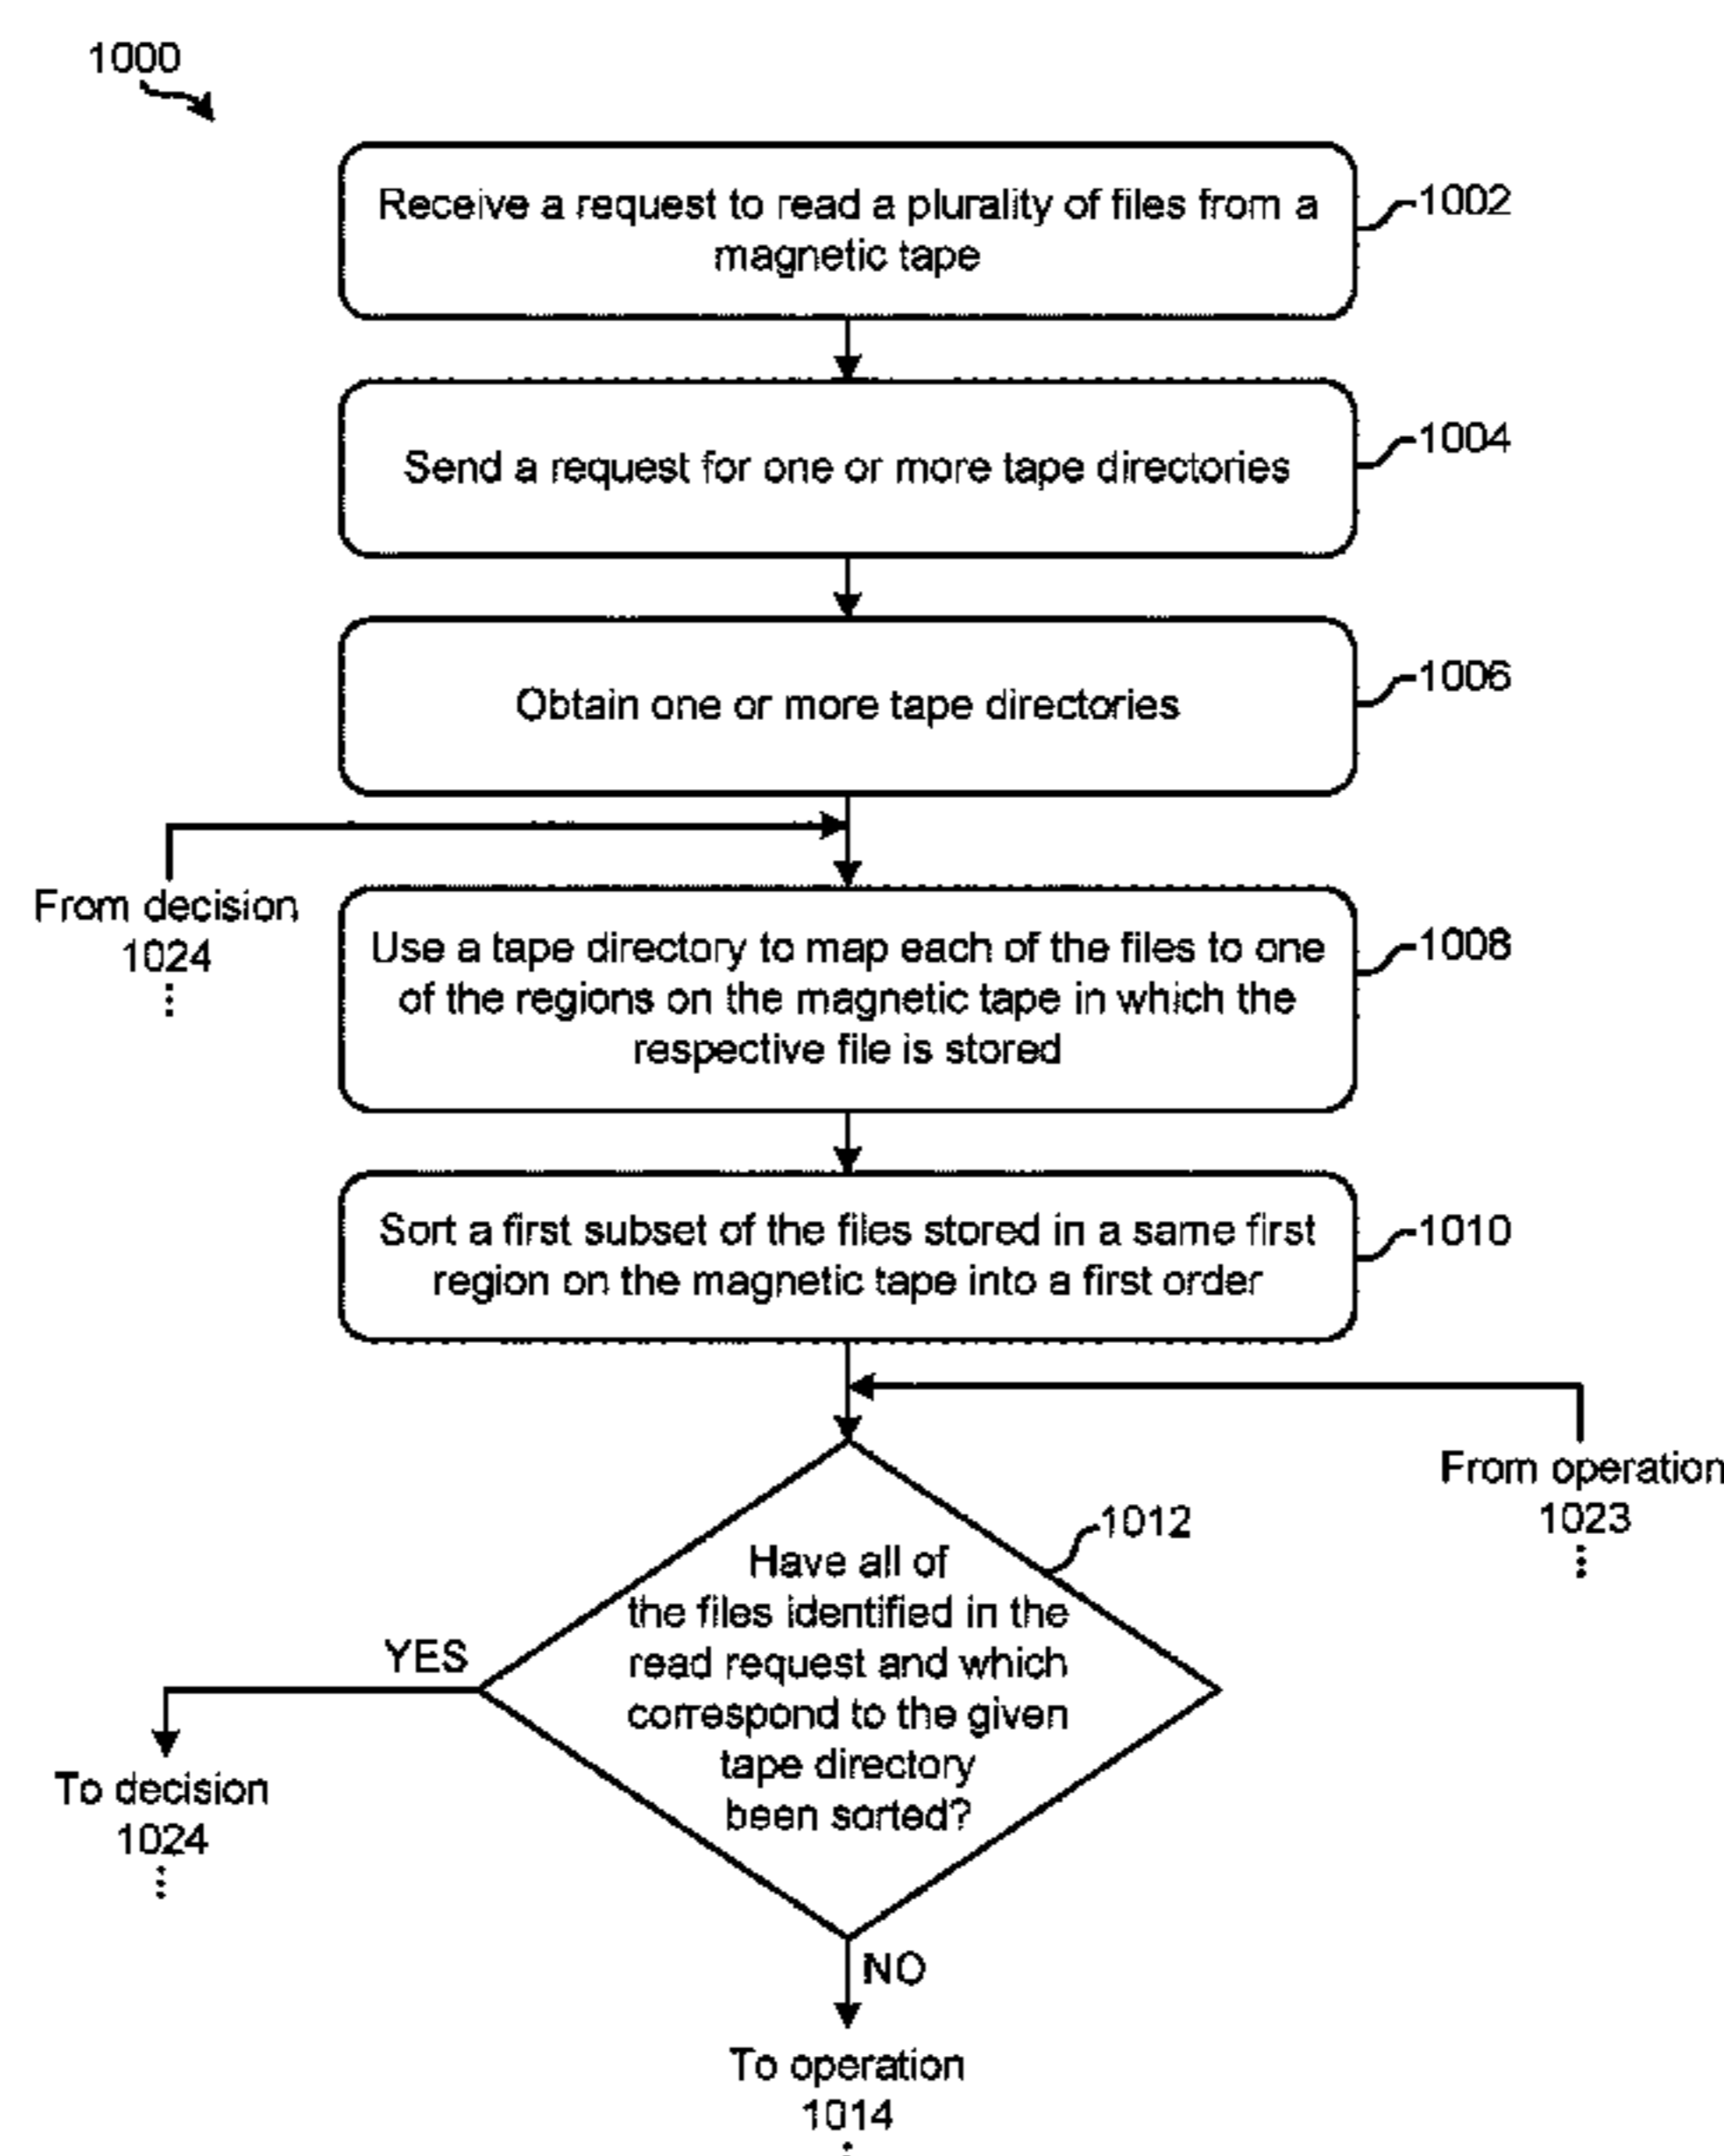 1000
Receive a request to read a plurality of files from a
magnetic tape
1002
Send a request for one or more tape directories
1004
Obtain one or more tape directories
1006
From decision
1024
...
Use a tape directory to map each of the files to one
of the regions on the magnetic tape in which the
respective file is stored
1008
Sort a first subset of the files stored in a same first
region on the magnetic tape into a first order
1010
From operation
1023
...
1012
Have all of
the files identified in the
read request and which
correspond to the given
tape directory
been sorted?
YES
To decision
1024
...
NO
To operation
1014